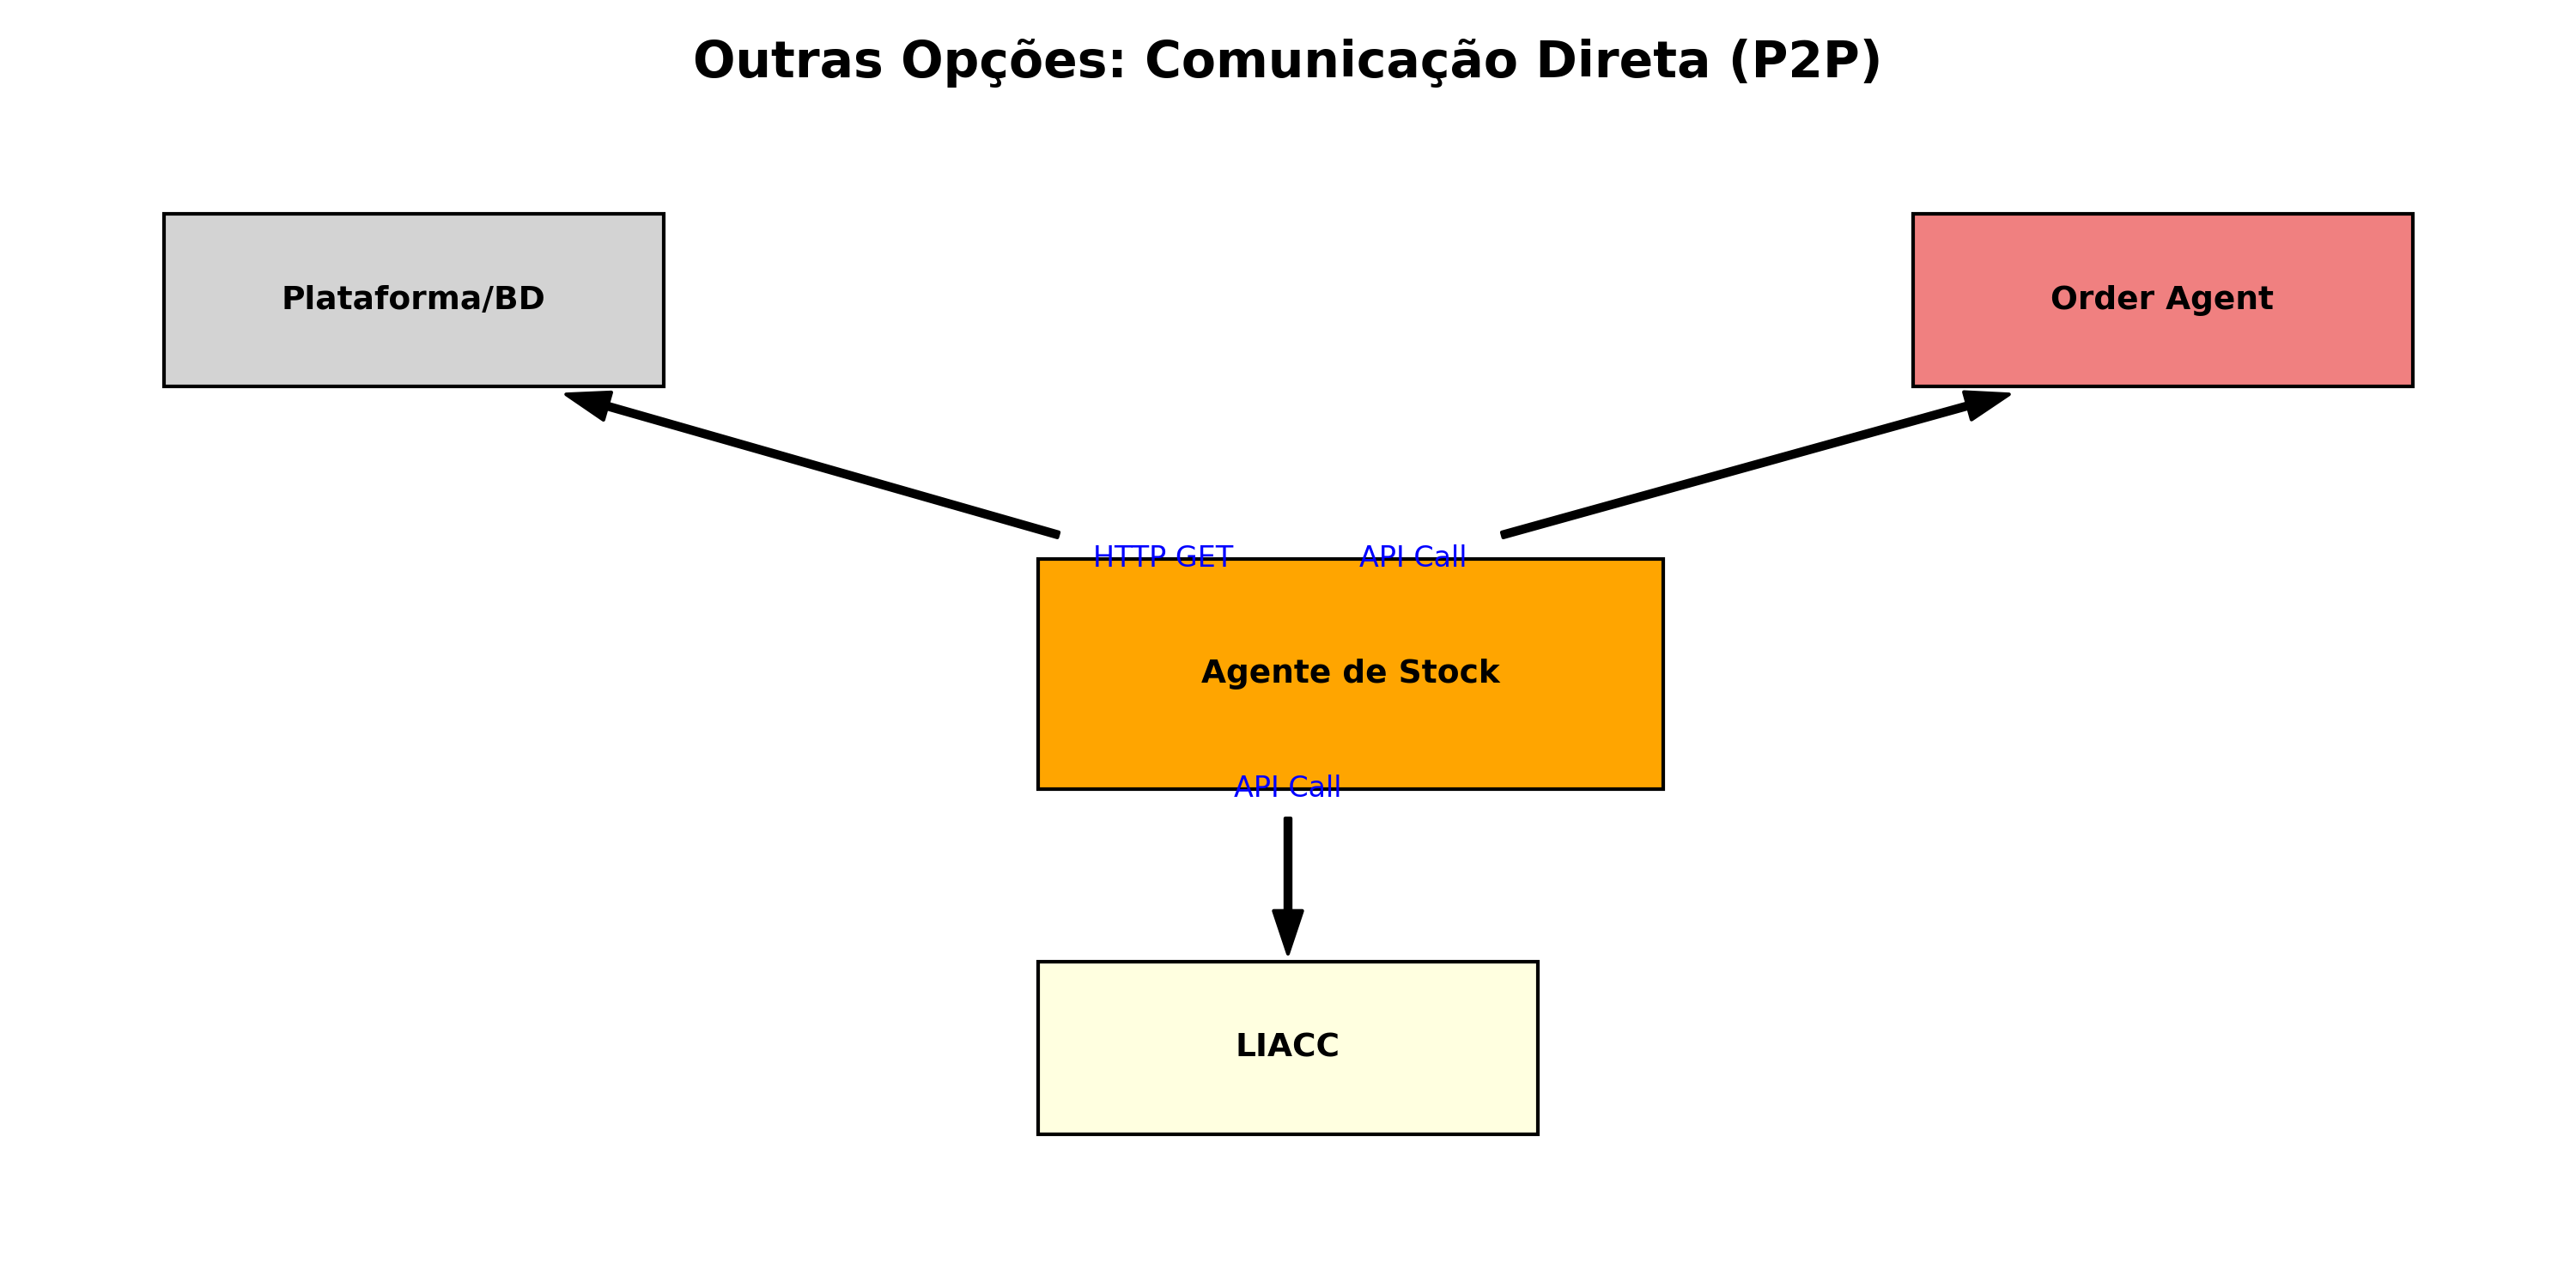 Outras Opções: Comunicação Direta (P2P)
Plataforma/BD
Order Agent
HTTP GET
API Call
Agente de Stock
API Call
LIACC